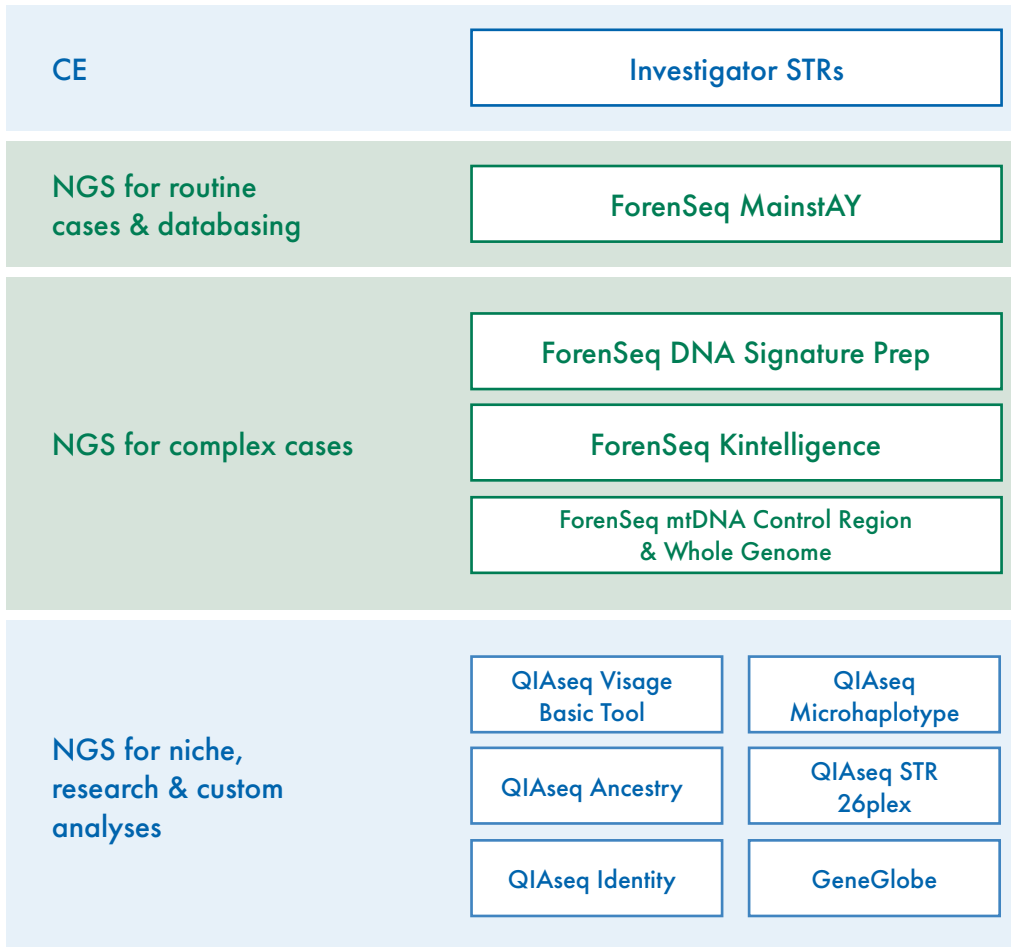 CE
Investigator STRs
NGS for routine
cases & databasing
ForenSeq MainstAY
NGS for complex cases
ForenSeq DNA Signature Prep
ForenSeq Kintelligence
ForenSeq mtDNA Control Region
& Whole Genome
NGS for niche,
research & custom
analyses
QIAseq Visage
Basic Tool
QIAseq
Microhaplotype
QIAseq Ancestry
QIAseq STR
26plex
QIAseq Identity
GeneGlobe